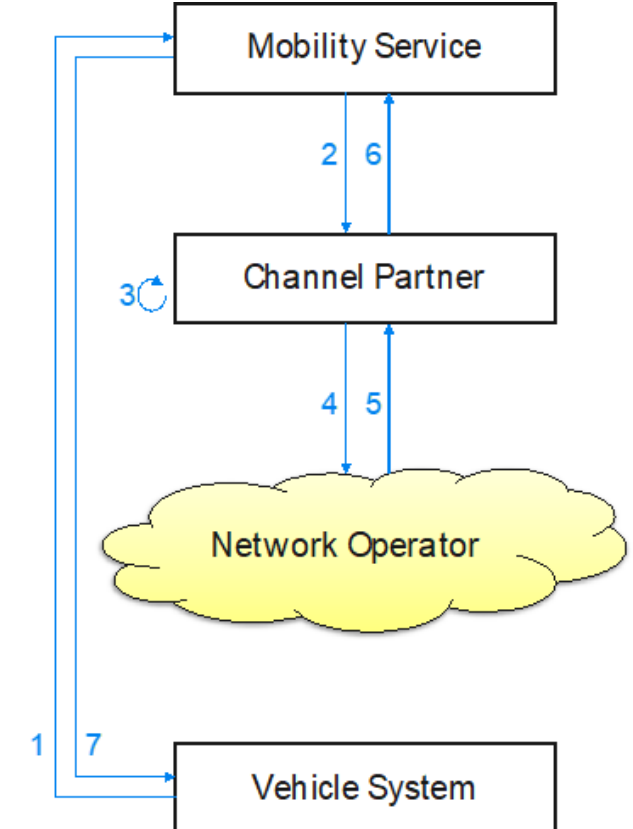 Mobility Service
2 6
Channel Partner
3
4 5
Network Operator
1 7
Vehicle System